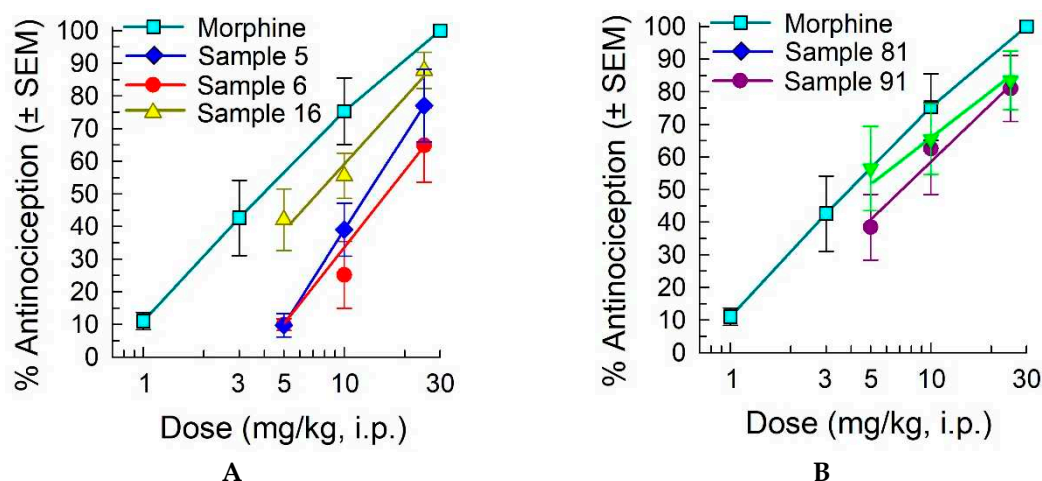 % Antinociception (± SEM)
100
90
80
70
60
50
40
30
20
10
0
Morphine
Sample 5
Sample 6
Sample 16
1 3 5 10 30
Dose (mg/kg, i.p.)
A
% Antinociception (± SEM)
100
90
80
70
60
50
40
30
20
10
0
Morphine
Sample 81
Sample 91
1 3 5 10 30
Dose (mg/kg, i.p.)
B